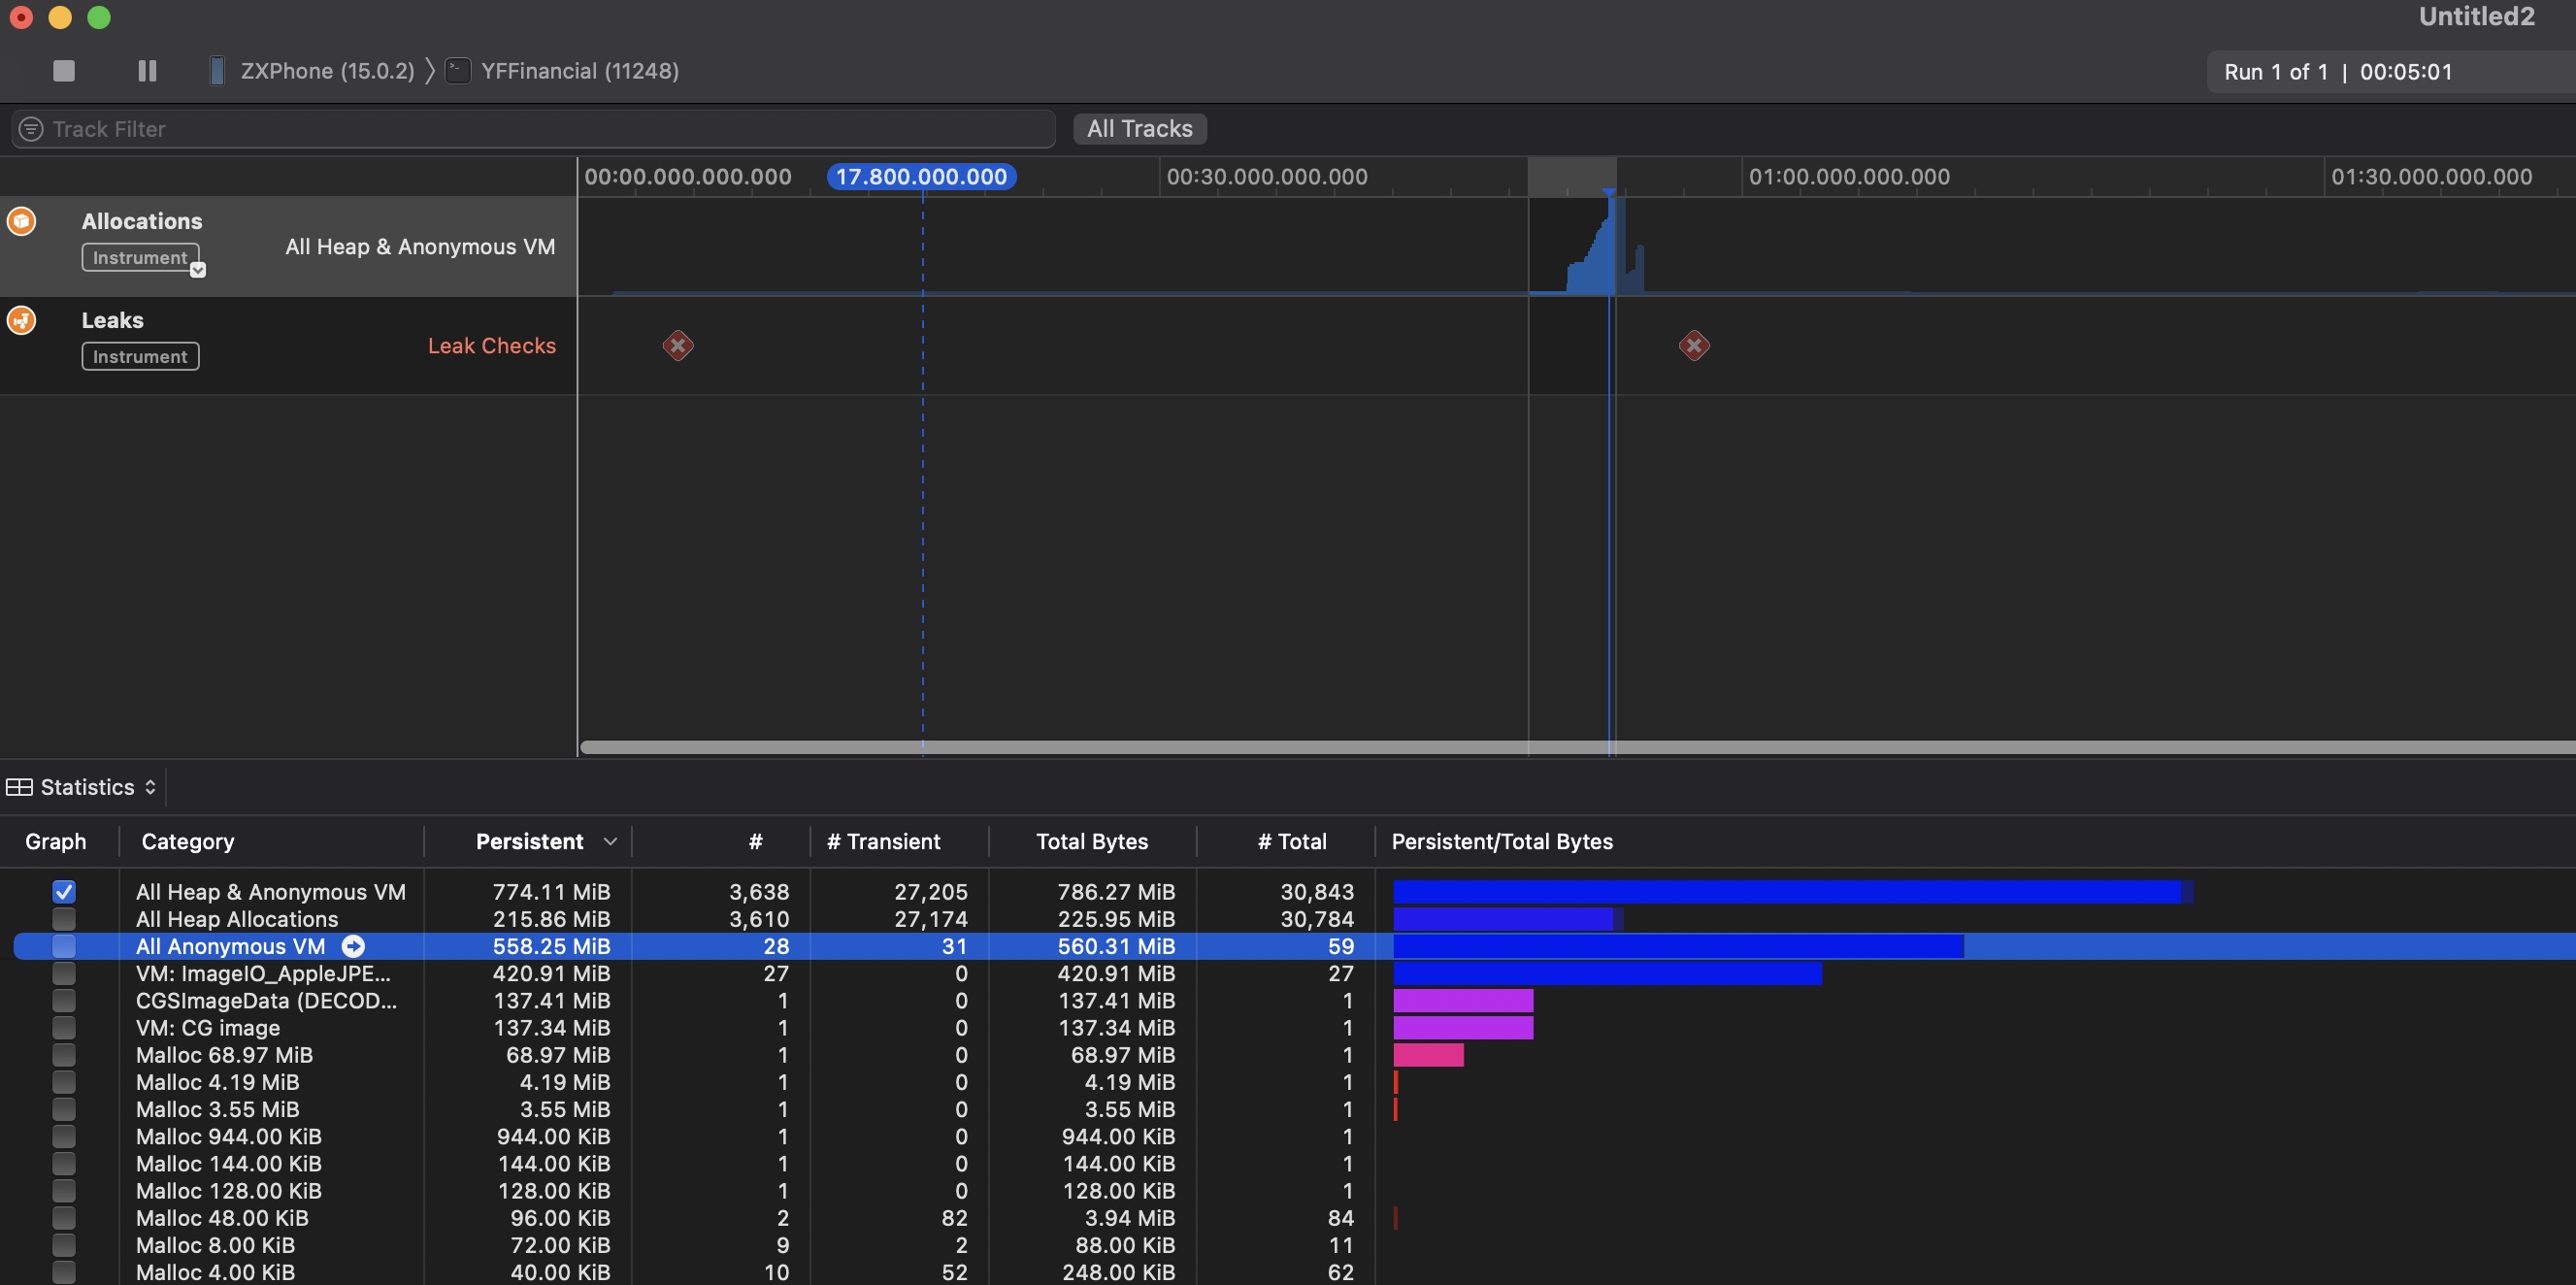 Untitled2
ZXPhone (15.0.2) 〉 YFFinancial (11248)
Run 1 of 1 | 00:05:01
Track Filter
All Tracks
00:00.000.000.000 17.800.000.000 00:30.000.000.000 01:00.000.000.000 01:30.000.000.000
Allocations
Instrument
All Heap & Anonymous VM
Leaks
Instrument
Leak Checks
Statistics
Graph Category Persistent # # Transient Total Bytes # Total Persistent/Total Bytes
All Heap & Anonymous VM 774.11 MiB 3,638 27,205 786.27 MiB 30,843
All Heap Allocations 215.86 MiB 3,610 27,174 225.95 MiB 30,784
All Anonymous VM 558.25 MiB 28 31 560.31 MiB 59
VM: ImageIO_AppleJPE... 420.91 MiB 27 0 420.91 MiB 27
CGSImageData (DECOD... 137.41 MiB 1 0 137.41 MiB 1
VM: CG image 137.34 MiB 1 0 137.34 MiB 1
Malloc 68.97 MiB 68.97 MiB 1 0 68.97 MiB 1
Malloc 4.19 MiB 4.19 MiB 1 0 4.19 MiB 1
Malloc 3.55 MiB 3.55 MiB 1 0 3.55 MiB 1
Malloc 944.00 KiB 944.00 KiB 1 0 944.00 KiB 1
Malloc 144.00 KiB 144.00 KiB 1 0 144.00 KiB 1
Malloc 128.00 KiB 128.00 KiB 1 0 128.00 KiB 1
Malloc 48.00 KiB 96.00 KiB 2 82 3.94 MiB 84
Malloc 8.00 KiB 72.00 KiB 9 2 88.00 KiB 11
Malloc 4.00 KiB 40.00 KiB 10 52 248.00 KiB 62